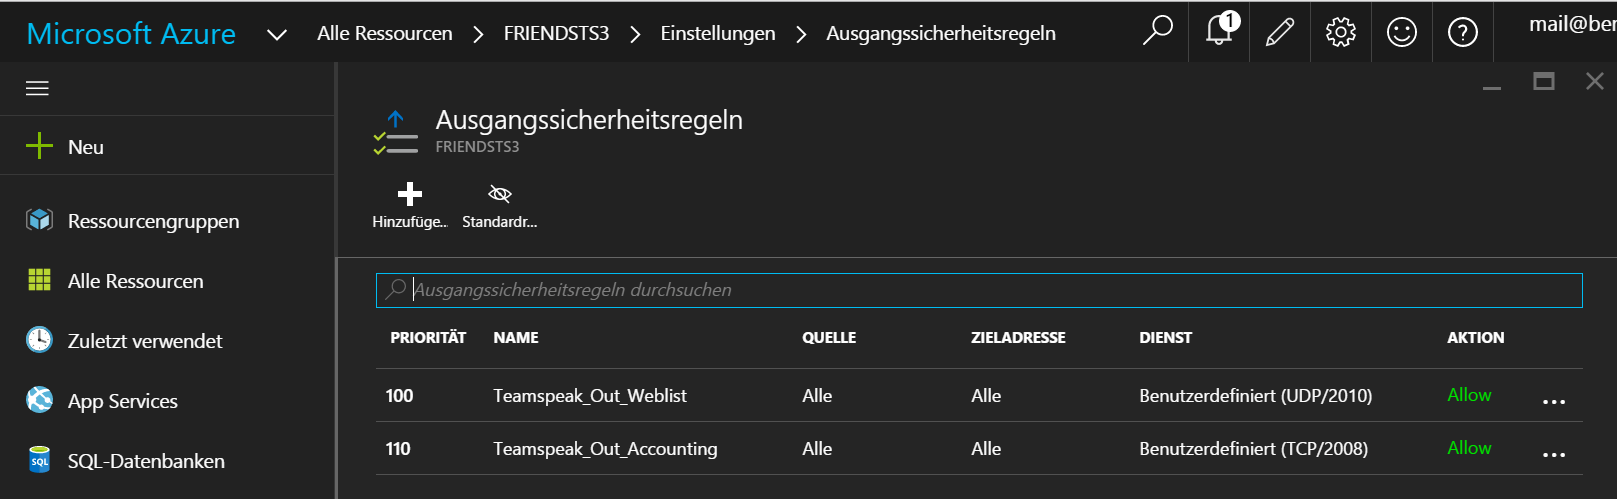 Microsoft Azure Alle Ressourcen FRIENDSTS3 Einstellungen Ausgangssicherheitsregeln 1 mail@ber
Ausgangssicherheitsregeln
FRIENDSTS3
Neu
Hinzufüge... Standardr...
Ressourcengruppen
Alle Ressourcen
Zuletzt verwendet
App Services
SQL SQL-Datenbanken
Ausgangssicherheitsregeln durchsuchen
PRIORITÄT NAME QUELLE ZIELADRESSE DIENST AKTION
100 Teamspeak_Out_Weblist Alle Alle Benutzerdefiniert (UDP/2010) Allow ...
110 Teamspeak_Out_Accounting Alle Alle Benutzerdefiniert (TCP/2008) Allow ...